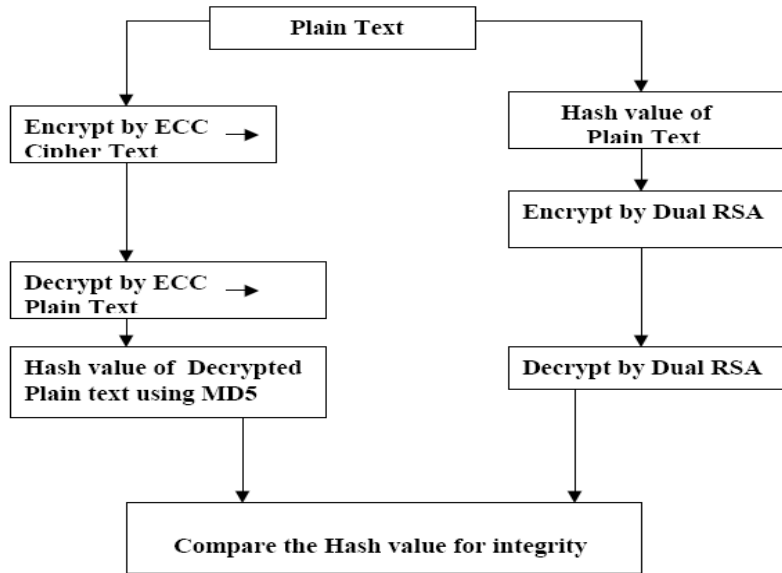 Plain Text
Encrypt by ECC
Cipher Text
Decrypt by ECC
Plain Text
Hash value of Decrypted
Plain text using MD5
Hash value of
Plain Text
Encrypt by Dual RSA
Decrypt by Dual RSA
Compare the Hash value for integrity